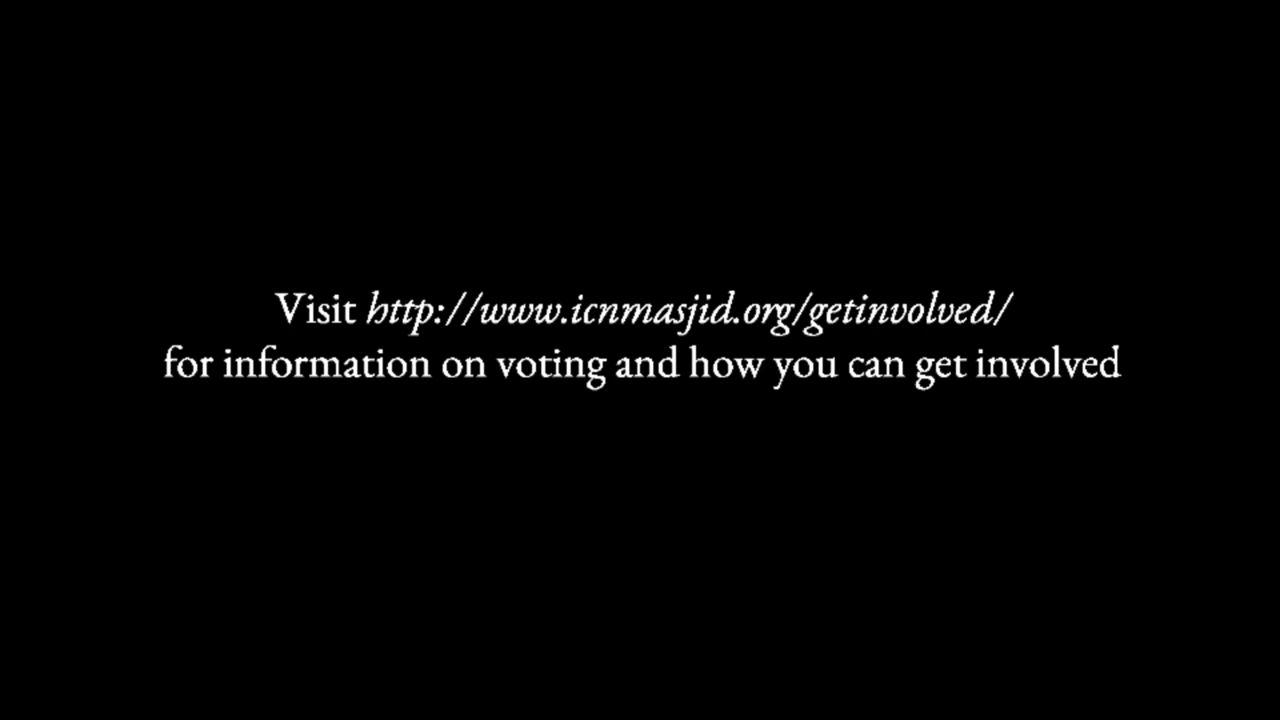 Visit http://www.icnmasjid.org/getinvolved/
for information on voting and how you can get involved